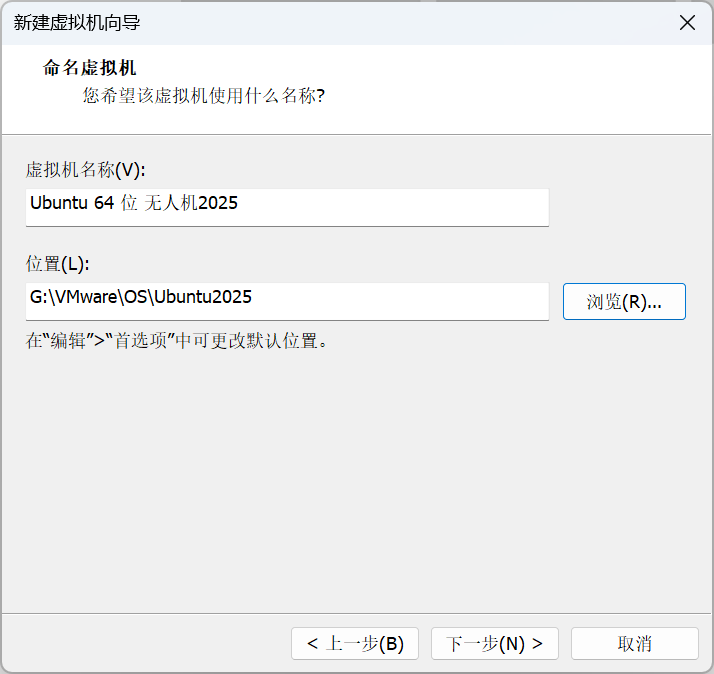 新建虚拟机向导
命名虚拟机
您希望该虚拟机使用什么名称?
虚拟机名称(V):
Ubuntu 64 位 无人机2025
位置(L):
G:\VMware\OS\Ubuntu2025
浏览(R)...
在“编辑”>“首选项”中可更改默认位置。
< 上一步(B) 下一步(N) > 取消